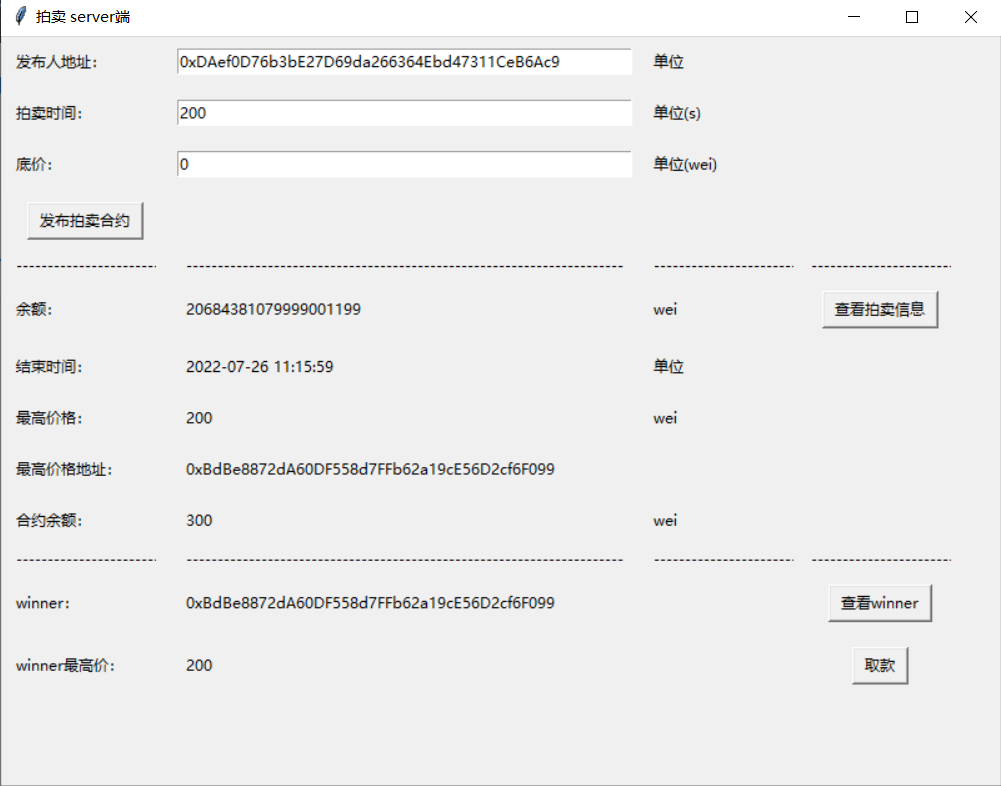 拍卖 server端
发布人地址: 0xDAef0D76b3bE27D69da266364Ebd47311CeB6Ac9 单位
拍卖时间: 200 单位(s)
底价: 0 单位(wei)
发布拍卖合约
余额: 20684381079999001199 wei 查看拍卖信息
结束时间: 2022-07-26 11:15:59 单位
最高价格: 200 wei
最高价格地址: 0xBdBe8872dA60DF558d7FFb62a19cE56D2cf6F099
合约余额: 300 wei
winner: 0xBdBe8872dA60DF558d7FFb62a19cE56D2cf6F099 查看winner
winner最高价: 200 取款